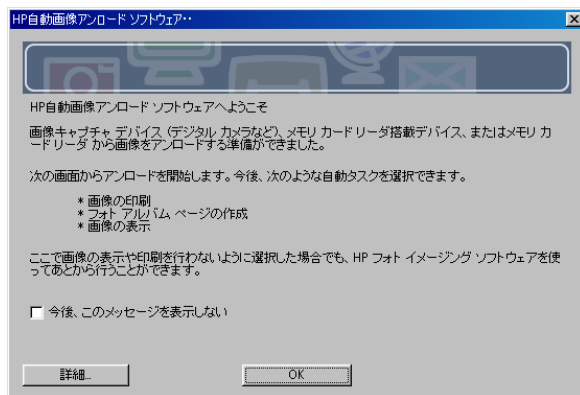 HP自動画像アンロード ソフトウェア・・
HP自動画像アンロード ソフトウェアへようこそ
画像キャプチャ デバイス (デジタル カメラなど)、メモリ カード リーダ搭載デバイス、またはメモリ カ
ード リーダ から画像をアンロードする準備ができました。
次の画面からアンロードを開始します。今後、次のような自動タスクを選択できます。
* 画像の印刷
* フォト アルバム ページの作成
* 画像の表示
ここで画像の表示や印刷を行わないように選択した場合でも、HP フォト イメージング ソフトウェアを使
ってあとから行うことができます。
今後、このメッセージを表示しない
詳細...
OK